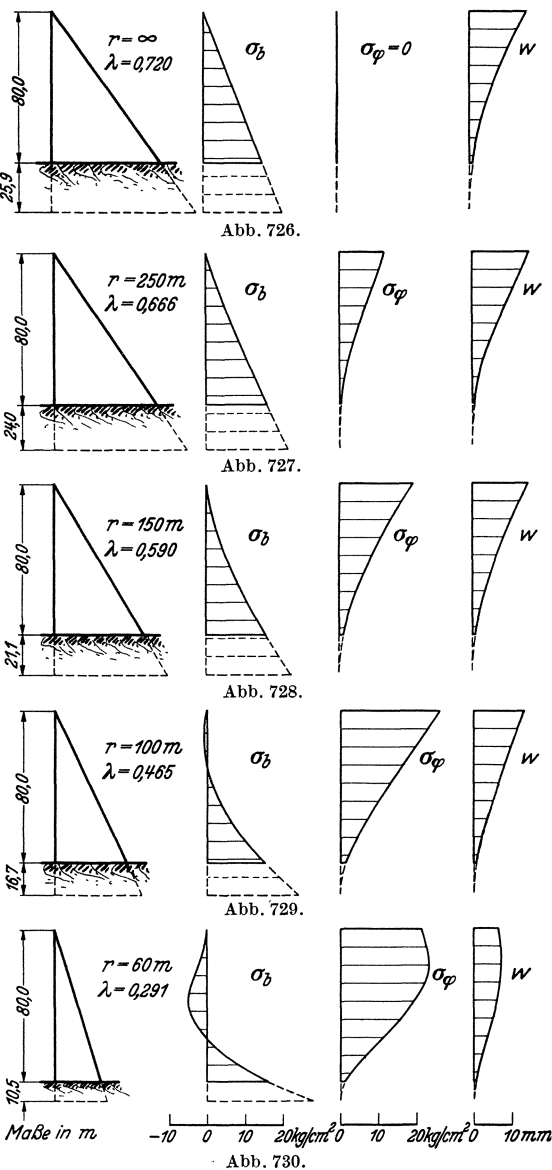 80,0
25,9
r = ∞
λ = 0,720
σb
σφ = 0
w
Abb. 726.
80,0
24,0
r = 250 m
λ = 0,666
σb
σφ
w
Abb. 727.
80,0
21,1
r = 150 m
λ = 0,590
σb
σφ
w
Abb. 728.
80,0
16,7
r = 100 m
λ = 0,465
σb
σφ
w
Abb. 729.
80,0
10,5
r = 60 m
λ = 0,291
σb
σφ
w
Maße in m
-10 0 10 20 kg/cm² 0 10 20 kg/cm² 0 10 mm
Abb. 730.